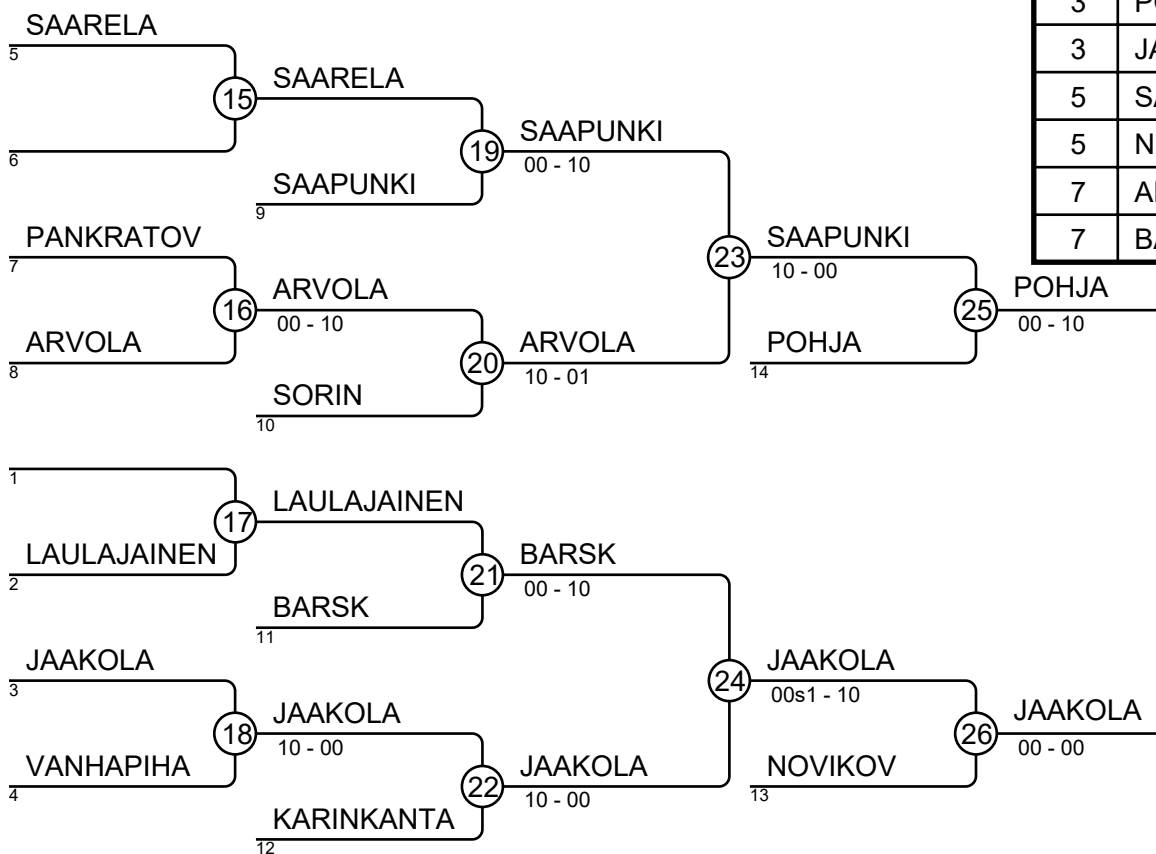 SAARELA
5
15
SAARELA
6
19
SAAPUNKI
00 - 10
SAAPUNKI
9
PANKRATOV
7
23
SAAPUNKI
10 - 00
16
ARVOLA
00 - 10
ARVOLA
8
20
ARVOLA
10 - 01
SORIN
10
25
POHJA
00 - 10
POHJA
14
1
17
LAULAJAINEN
LAULAJAINEN
2
21
BARSK
00 - 10
BARSK
11
JAAKOLA
3
24
JAAKOLA
00s1 - 10
18
JAAKOLA
10 - 00
VANHAPIHA
4
22
JAAKOLA
10 - 00
KARINKANTA
12
26
JAAKOLA
00 - 00
NOVIKOV
13
3 PO
3 JA
5 SA
5 N
7 A
7 BA